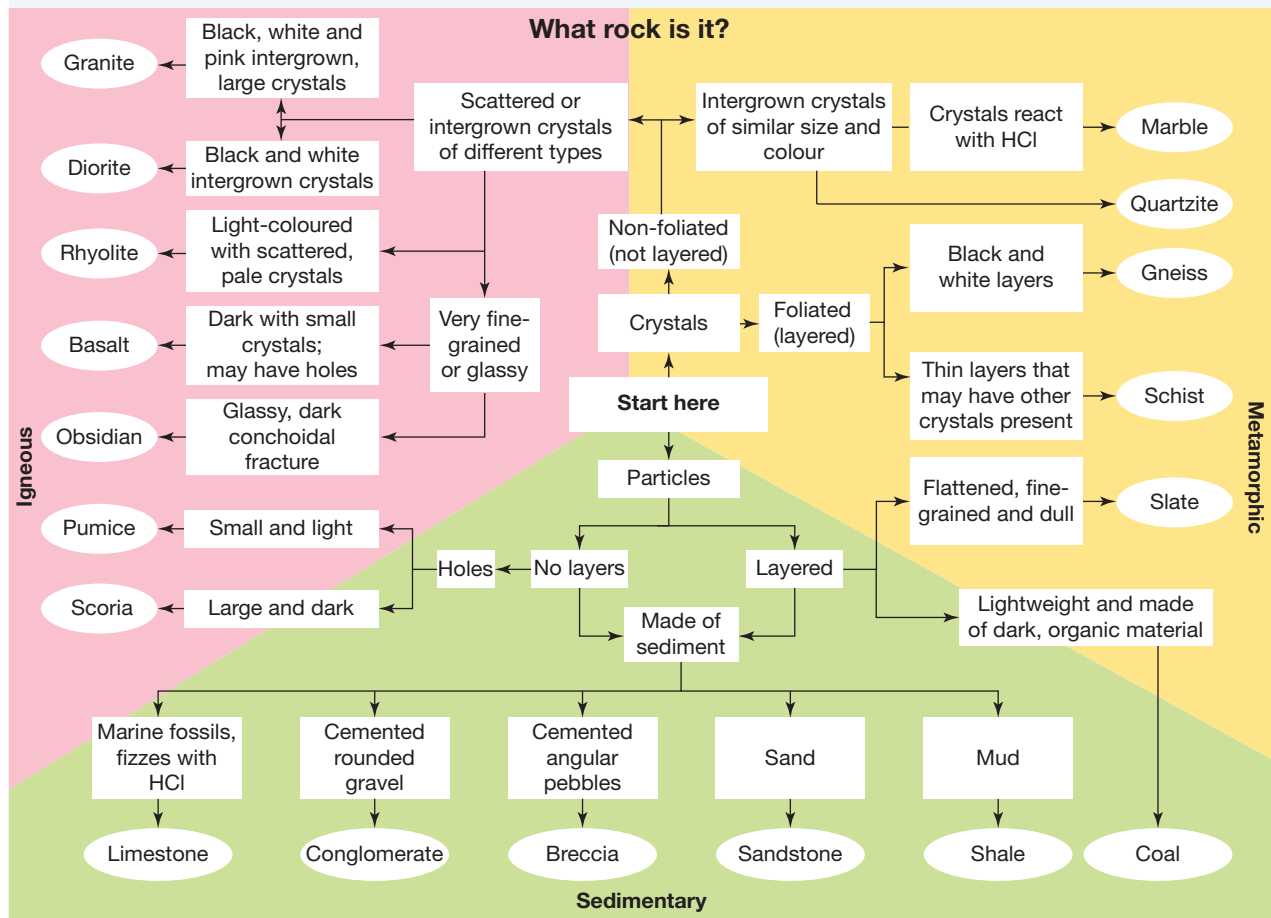 What rock is it?
Granite
Black, white and
pink intergrown,
large crystals
Scattered or
intergrown crystals
of different types
Intergrown crystals
of similar size and
colour
Crystals react
with HCl
Marble
Diorite
Black and white
intergrown crystals
Quartzite
Rhyolite
Light-coloured
with scattered,
pale crystals
Non-foliated
(not layered)
Black and
white layers
Gneiss
Basalt
Dark with small
crystals;
may have holes
Very fine-
grained
or glassy
Crystals
Foliated
(layered)
Start here
Thin layers that
may have other
crystals present
Schist
Obsidian
Glassy, dark
conchoidal
fracture
Igneous
Metamorphic
Particles
Flattened, fine-
grained and dull
Slate
Pumice
Small and light
Holes
No layers
Layered
Scoria
Large and dark
Made of
sediment
Lightweight and made
of dark, organic material
Marine fossils,
fizzes with
HCl
Cemented
rounded
gravel
Cemented
angular
pebbles
Sand
Mud
Limestone
Conglomerate
Breccia
Sandstone
Shale
Coal
Sedimentary